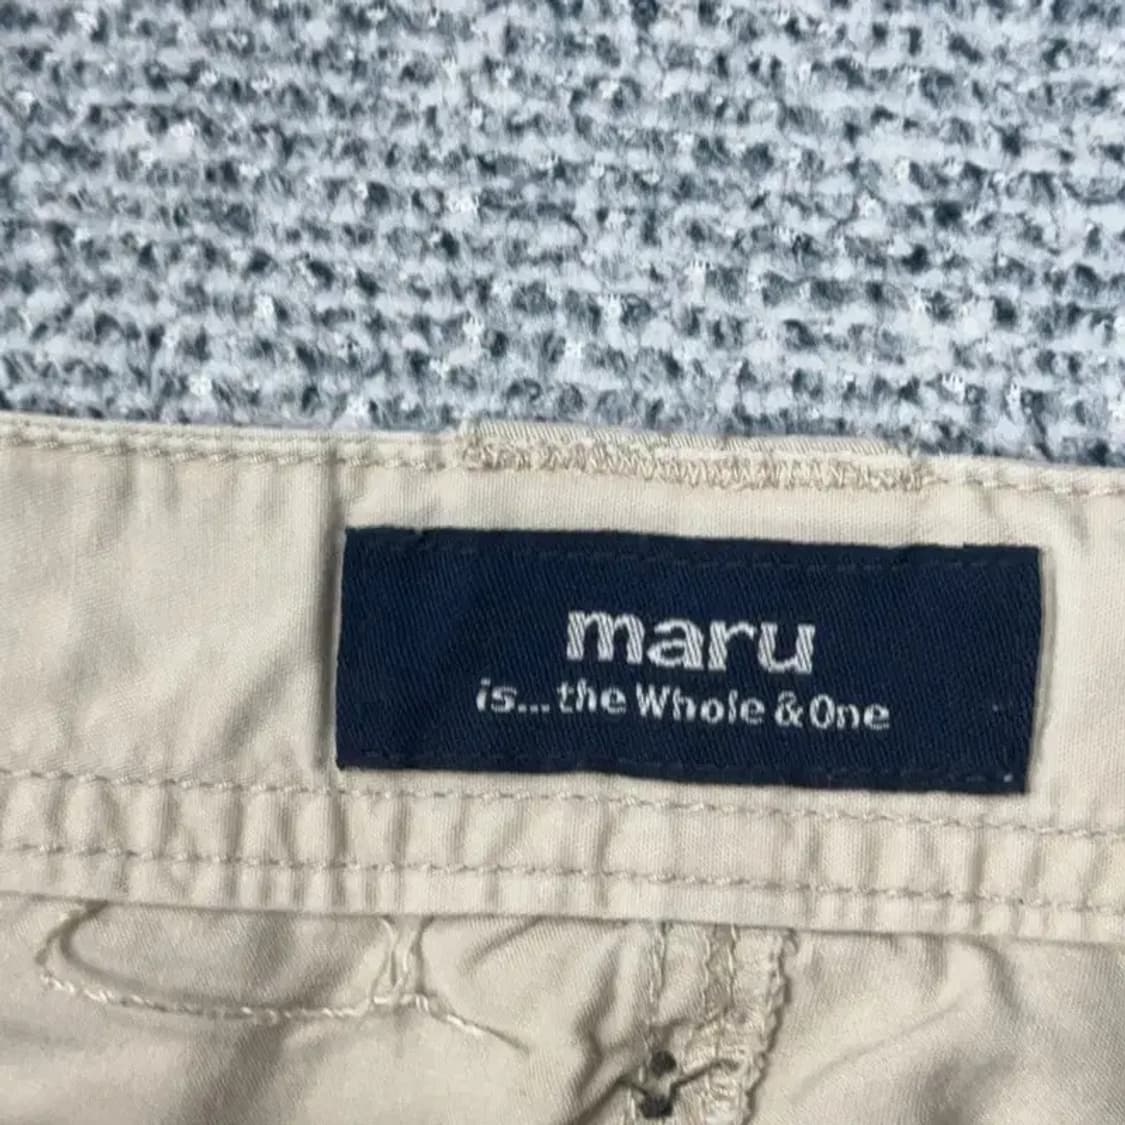 maru
is...the Whole & One